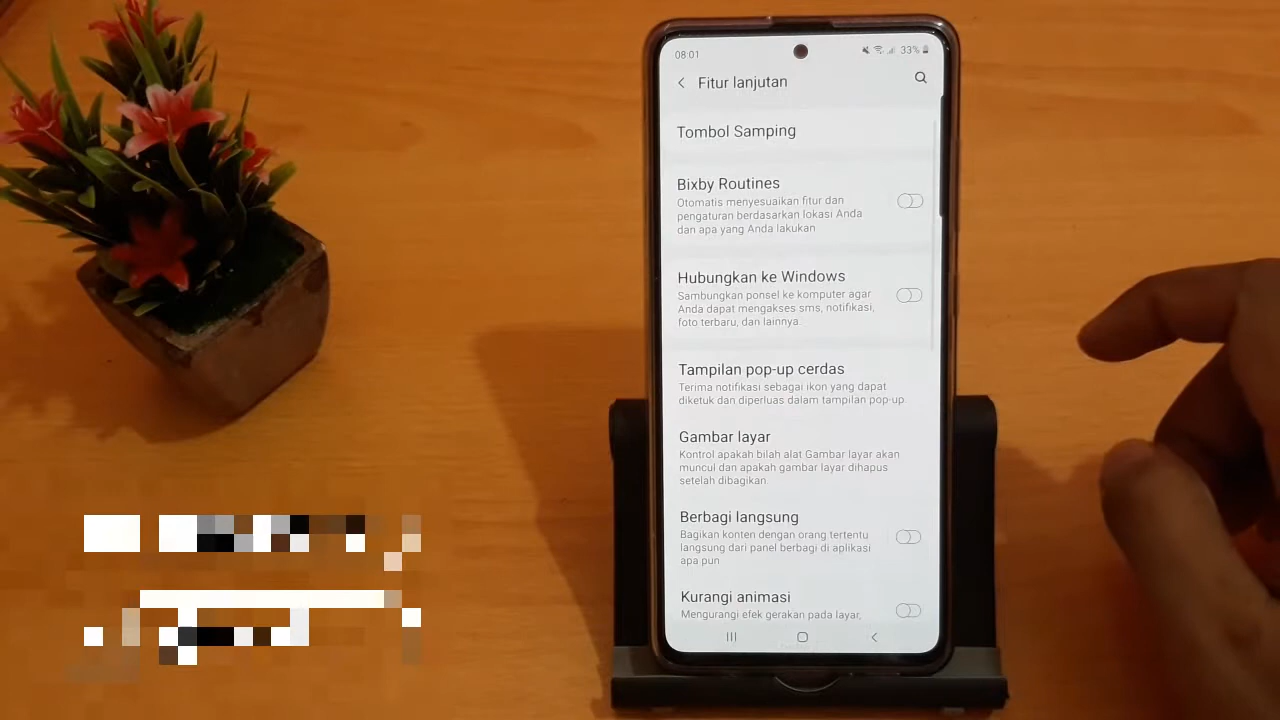 08:01
33%
Fitur lanjutan
Tombol Samping
Bixby Routines
Otomatis menyesuaikan fitur dan
pengaturan berdasarkan lokasi Anda
dan apa yang Anda lakukan
Hubungkan ke Windows
Sambungkan ponsel ke komputer agar
Anda dapat mengakses sms, notifikasi,
foto terbaru, dan lainnya.
Tampilan pop-up cerdas
Terima notifikasi sebagai ikon yang dapat
diketuk dan diperluas dalam tampilan pop-up.
Gambar layar
Kontrol apakah bilah alat Gambar layar akan
muncul dan apakah gambar layar dihapus
setelah dibagikan.
Berbagi langsung
Bagikan konten dengan orang tertentu
langsung dari panel berbagi di aplikasi
apa pun
Kurangi animasi
Mengurangi efek gerakan pada layar,